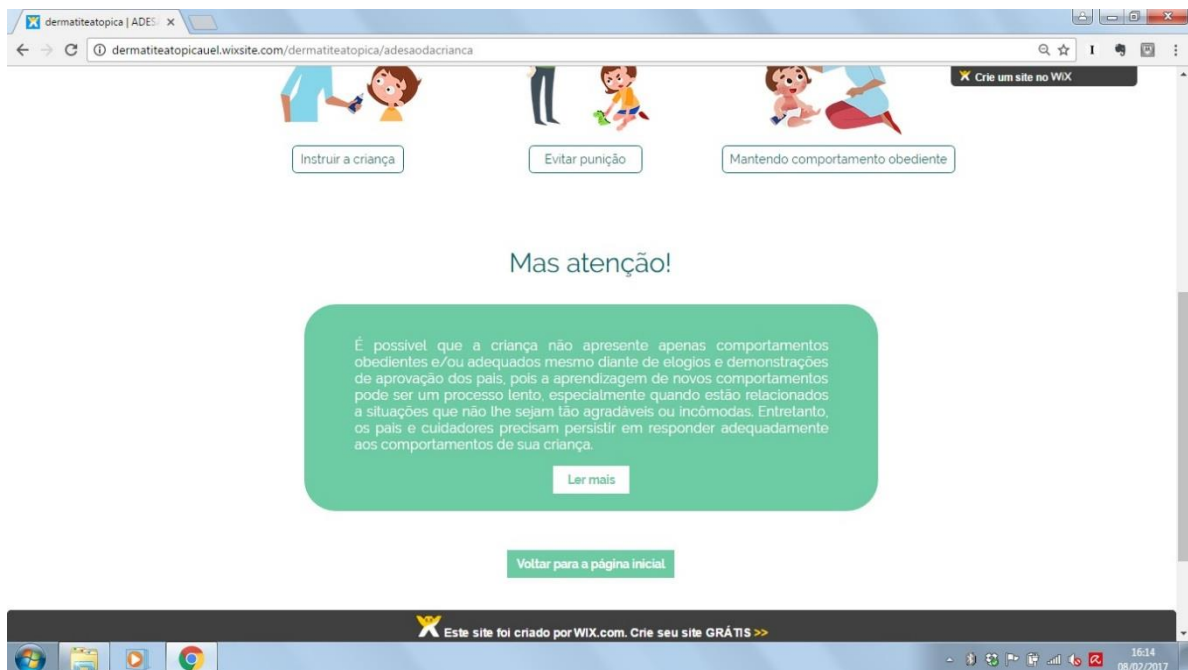 dermatiteatopica | ADES
dermatiteatopicauel.wixsite.com/dermatiteatopica/adesaodacrianca
Crie um site no WiX
Instruir a criança
Evitar punição
Mantendo comportamento obediente
Mas atenção!
É possível que a criança não apresente apenas comportamentos
obedientes e/ou adequados mesmo diante de elogios e demonstrações
de aprovação dos pais, pois a aprendizagem de novos comportamentos
pode ser um processo lento, especialmente quando estão relacionados
a situações que não lhe sejam tão agradáveis ou incômodas. Entretanto,
os pais e cuidadores precisam persistir em responder adequadamente
aos comportamentos de sua criança.
Ler mais
Voltar para a página inicial
Este site foi criado por WIX.com. Crie seu site GRÁTIS >>
16:14
08/02/2017